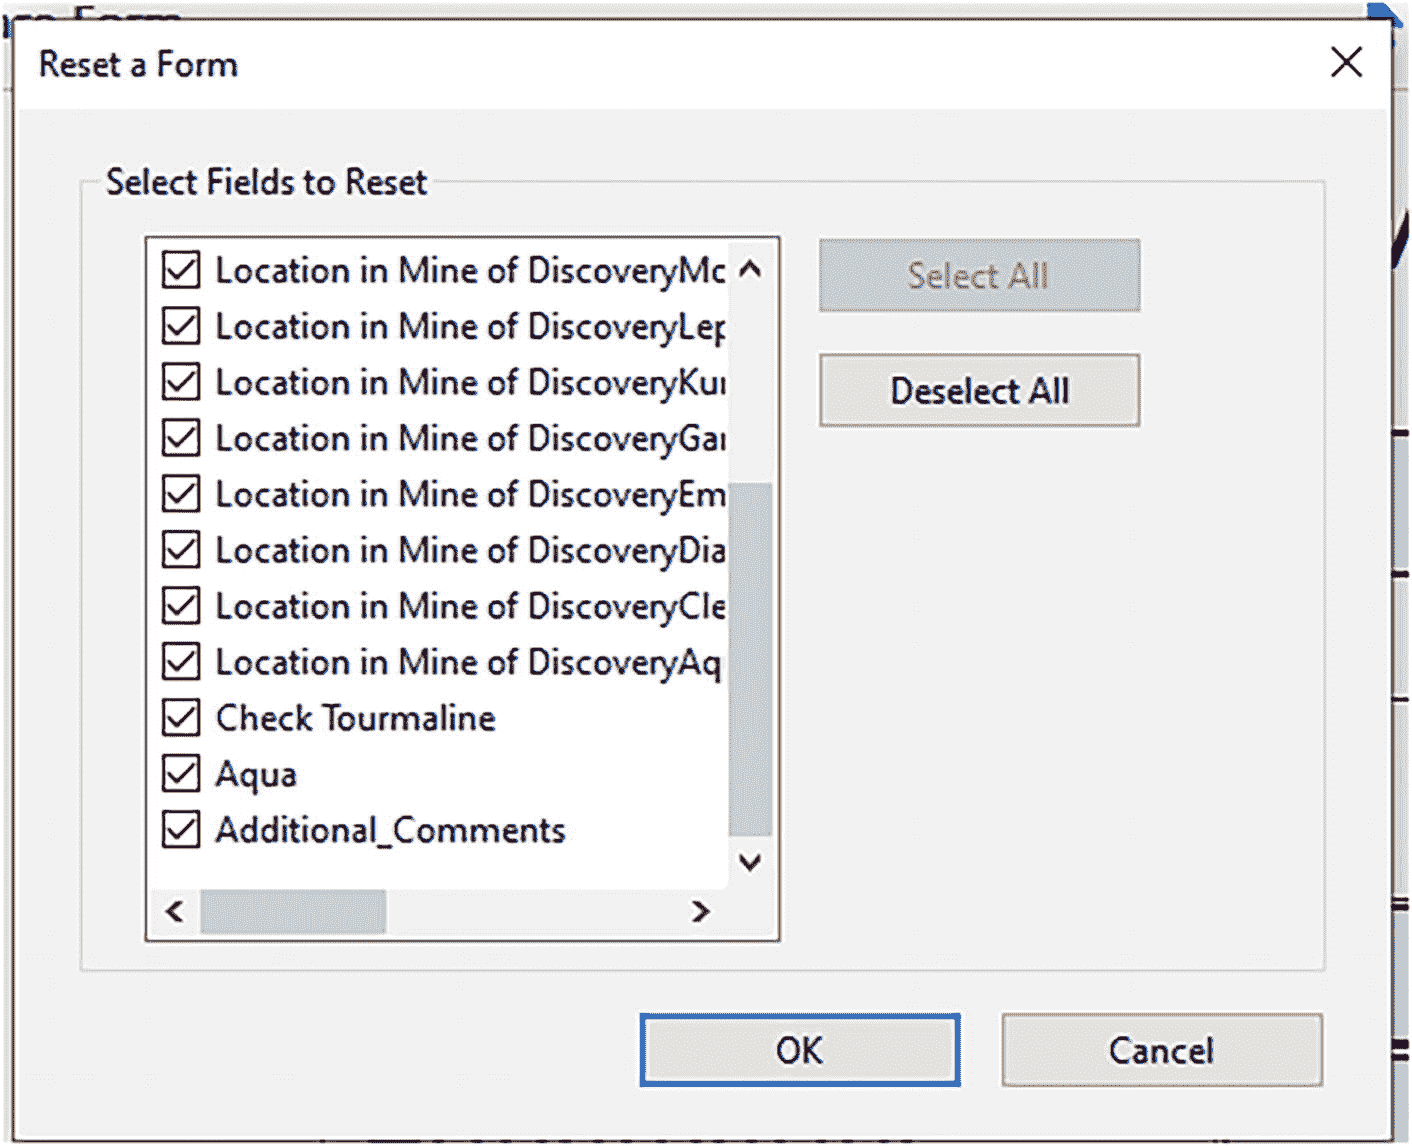 Reset a Form
Select Fields to Reset
Location in Mine of DiscoveryMc
Location in Mine of DiscoveryLep
Location in Mine of DiscoveryKu
Location in Mine of DiscoveryGar
Location in Mine of DiscoveryEm
Location in Mine of DiscoveryDia
Location in Mine of DiscoveryCle
Location in Mine of DiscoveryAq
Check Tourmaline
Aqua
Additional_Comments
Select All
Deselect All
OK
Cancel